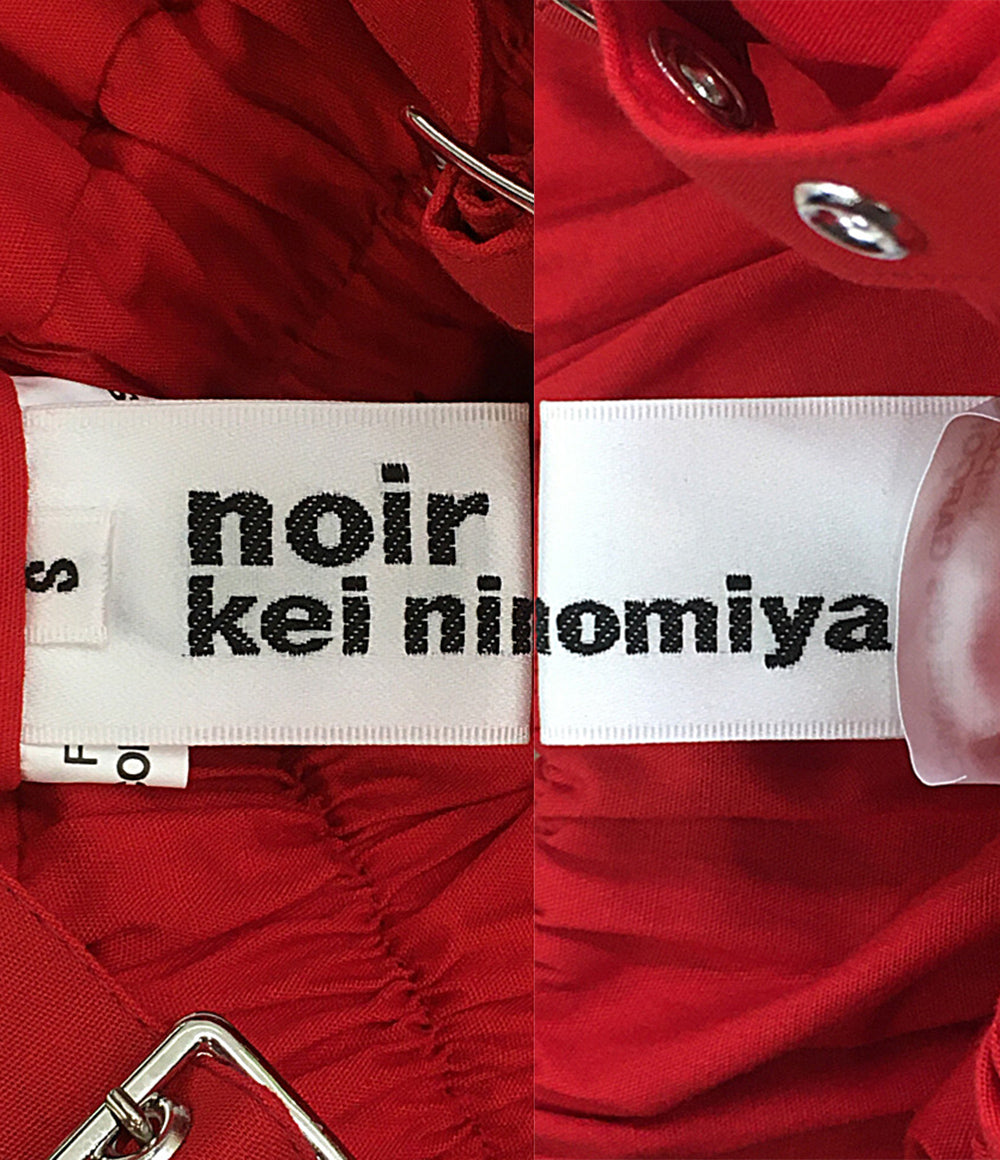 noir
kei ninomiya
S
F